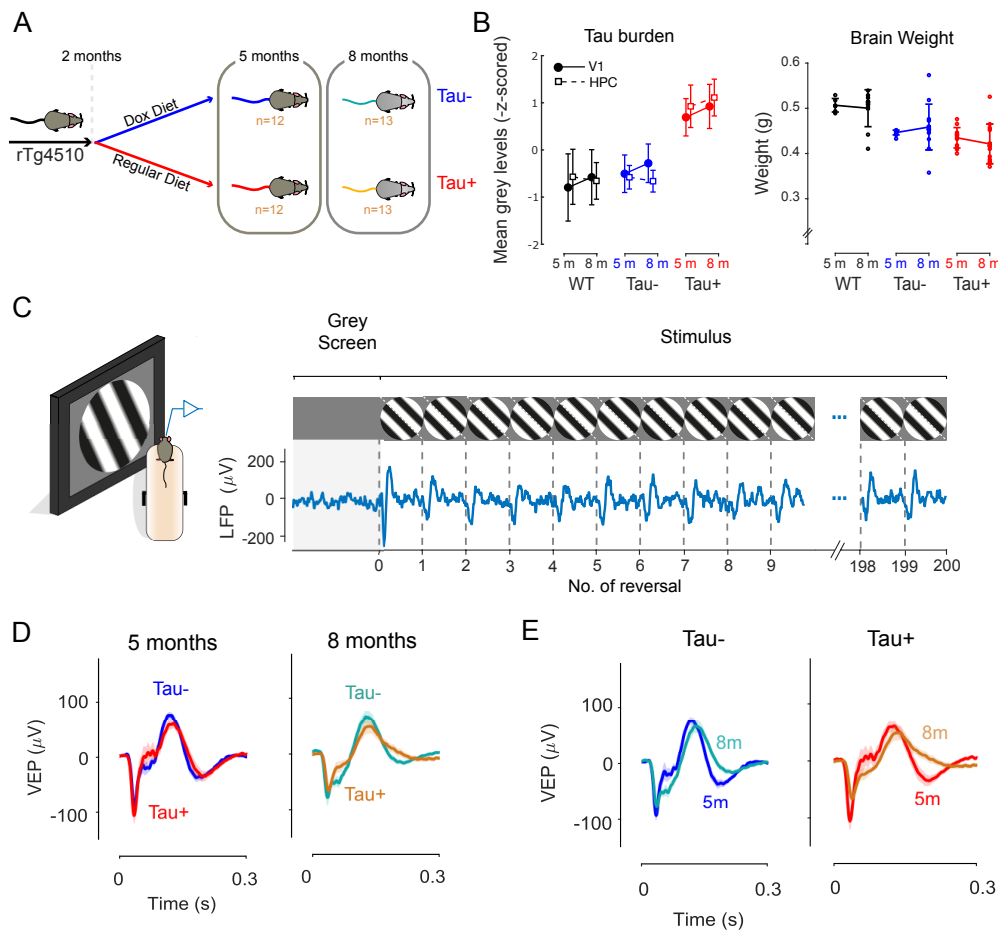 A
2 months
5 months
8 months
Dox Diet
Tau-
n=12
n=13
rTg4510
Regular Diet
Tau+
n=12
n=13
B
Tau burden
Brain Weight
Mean grey levels (-z-scored)
2
1
0
-1
-2
V1
HPC
5 m
8 m
5 m
8 m
5 m
8 m
WT
Tau-
Tau+
Weight (g)
0.6
0.5
0.4
0.3
5 m
8 m
5 m
8 m
5 m
8 m
WT
Tau-
Tau+
C
Grey
Screen
Stimulus
...
LFP (μV)
200
0
-200
...
0 1 2 3 4 5 6 7 8 9 198 199 200
No. of reversal
D
5 months
8 months
VEP (μV)
100
0
-100
Tau-
Tau+
Tau-
Tau+
0
0.3
0
0.3
Time (s)
E
Tau-
Tau+
VEP (μV)
100
0
-100
8m
5m
8m
5m
0
0.3
0
0.3
Time (s)